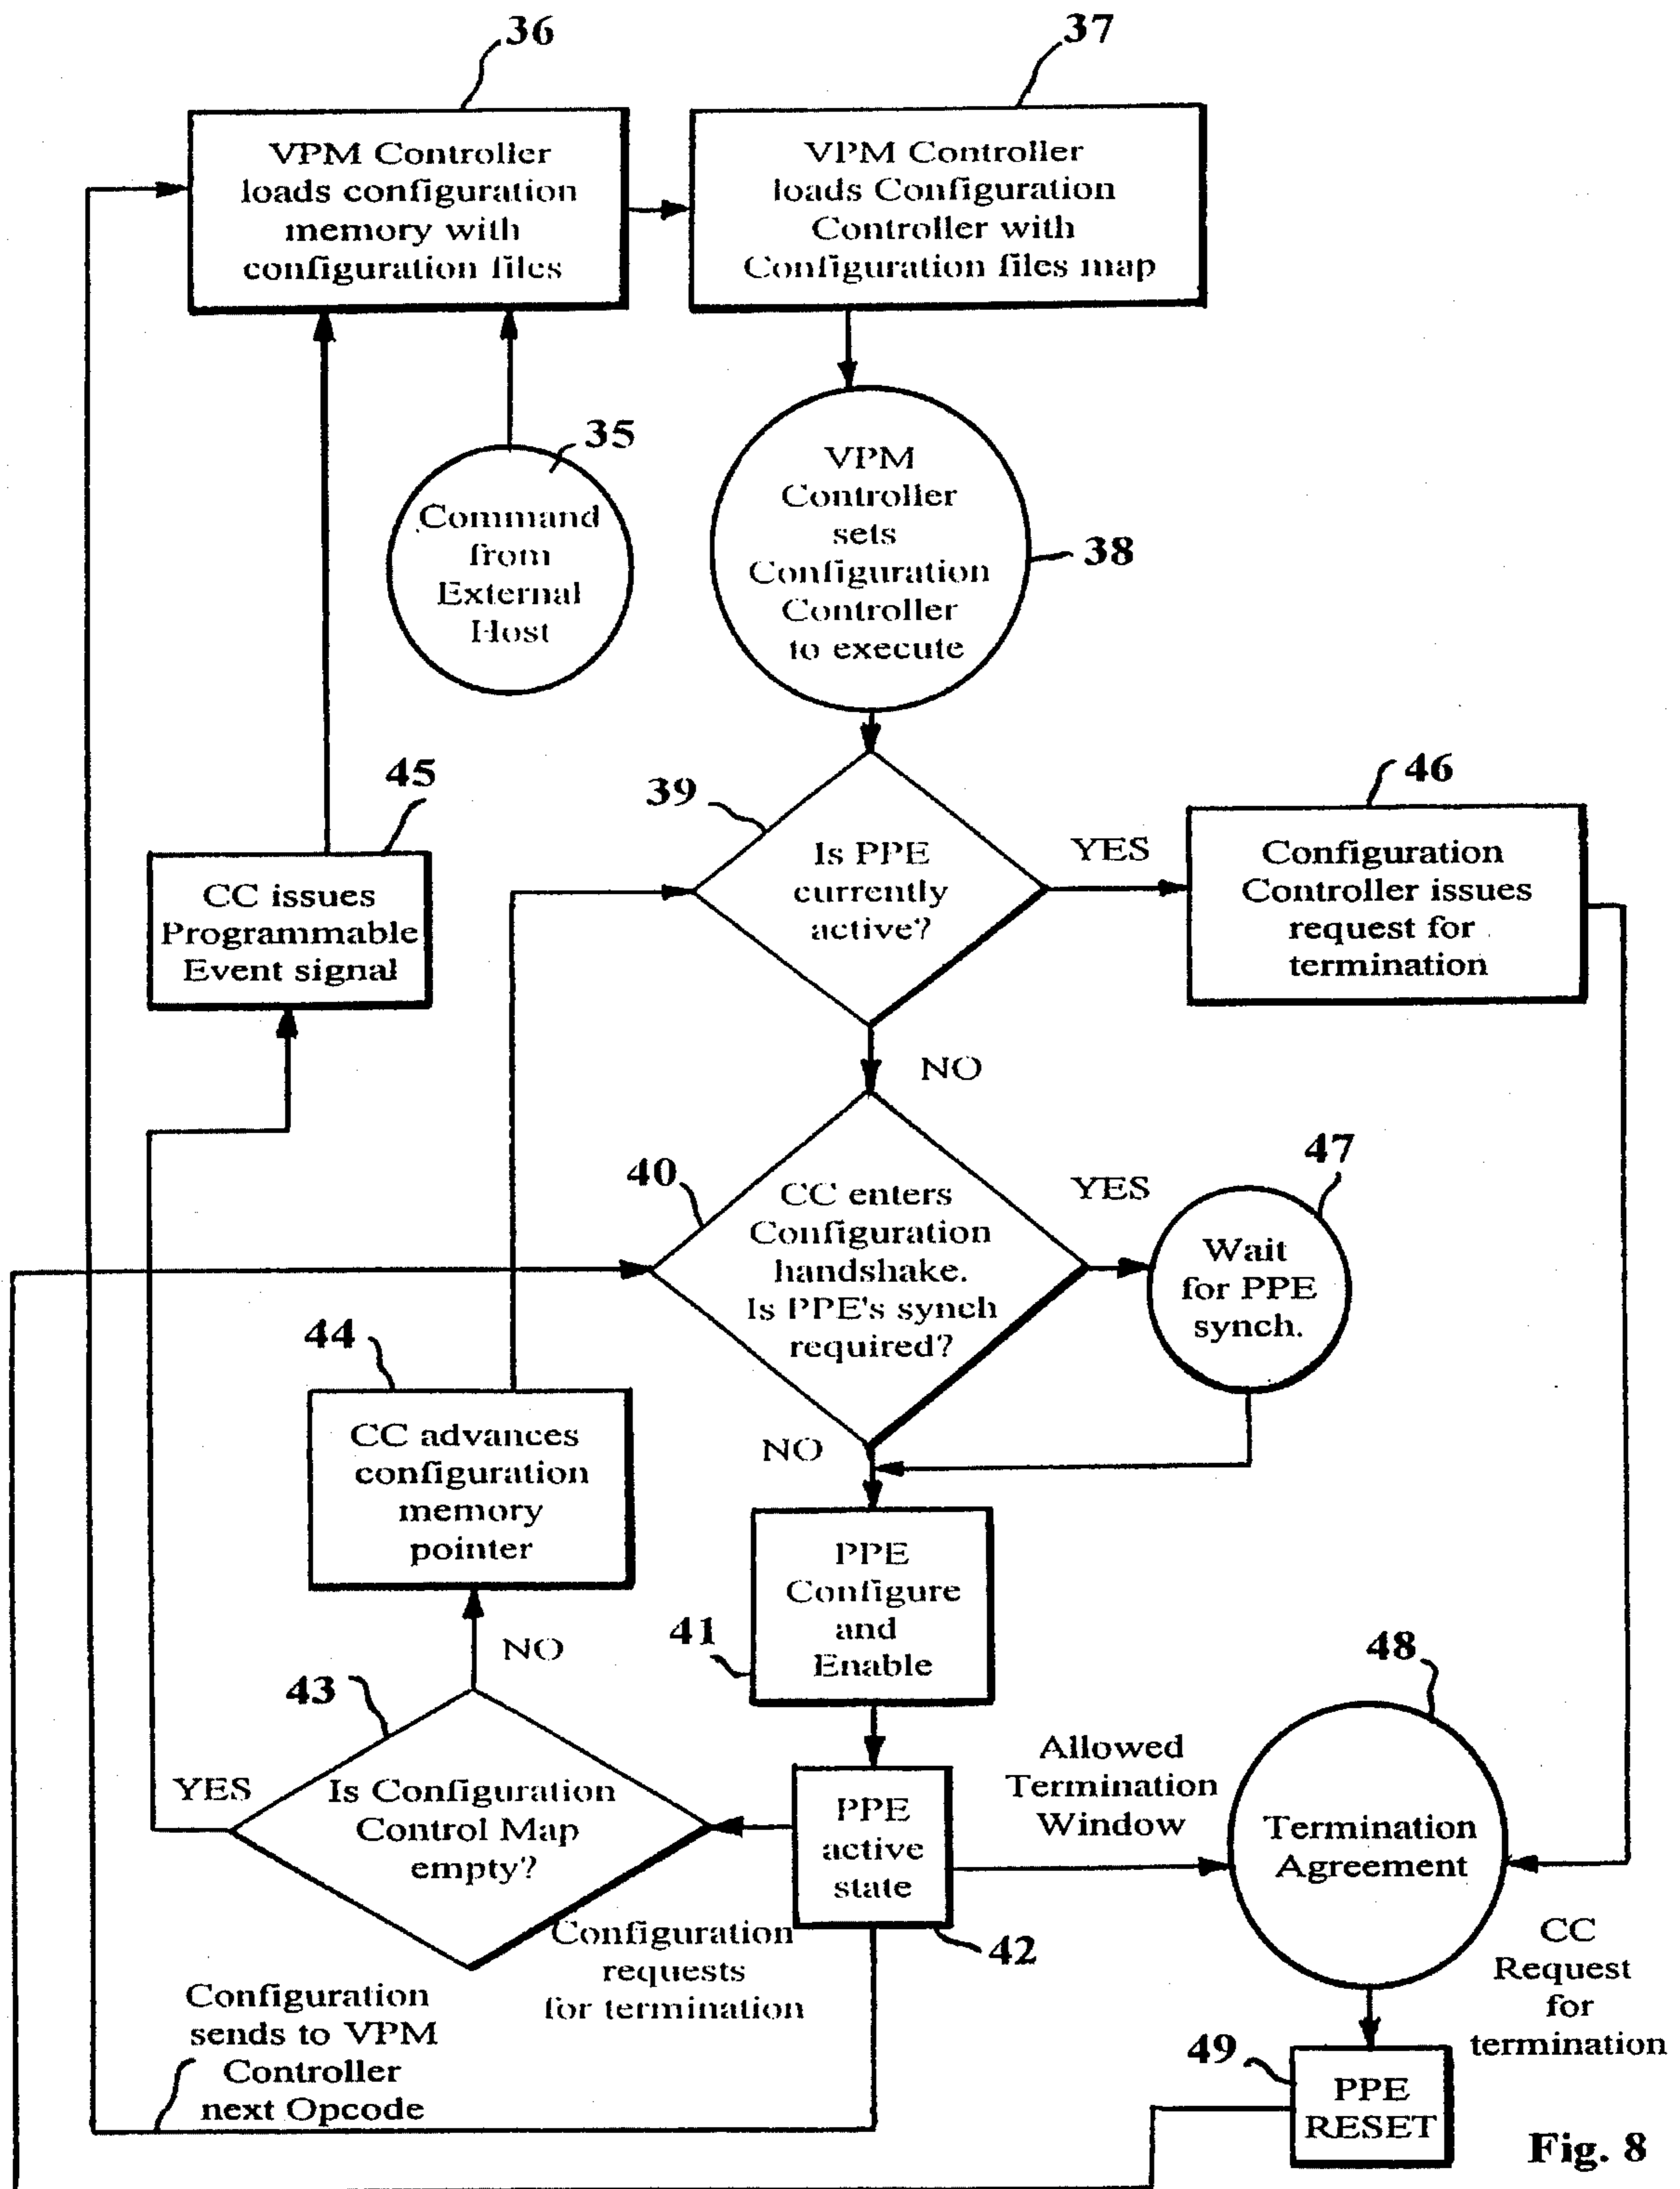 36
37
VPM Controller
loads configuration
memory with
configuration files
VPM Controller
loads Configuration
Controller with
Configuration files map
35
Command
from
External
Host
VPM
Controller
sets
Configuration
Controller
to execute
38
45
CC issues
Programmable
Event signal
39
Is PPE
currently
active?
YES
46
Configuration
Controller issues
request for
termination
NO
40
CC enters
Configuration
handshake.
Is PPE's synch
required?
YES
47
Wait
for PPE
synch.
44
CC advances
configuration
memory
pointer
NO
41
PPE
Configure
and
Enable
NO
43
YES
Is Configuration
Control Map
empty?
PPE
active
state
42
Allowed
Termination
Window
48
Termination
Agreement
Configuration
requests
for termination
CC
Request
for
termination
Configuration
sends to VPM
Controller
next Opcode
49
PPE
RESET
Fig. 8